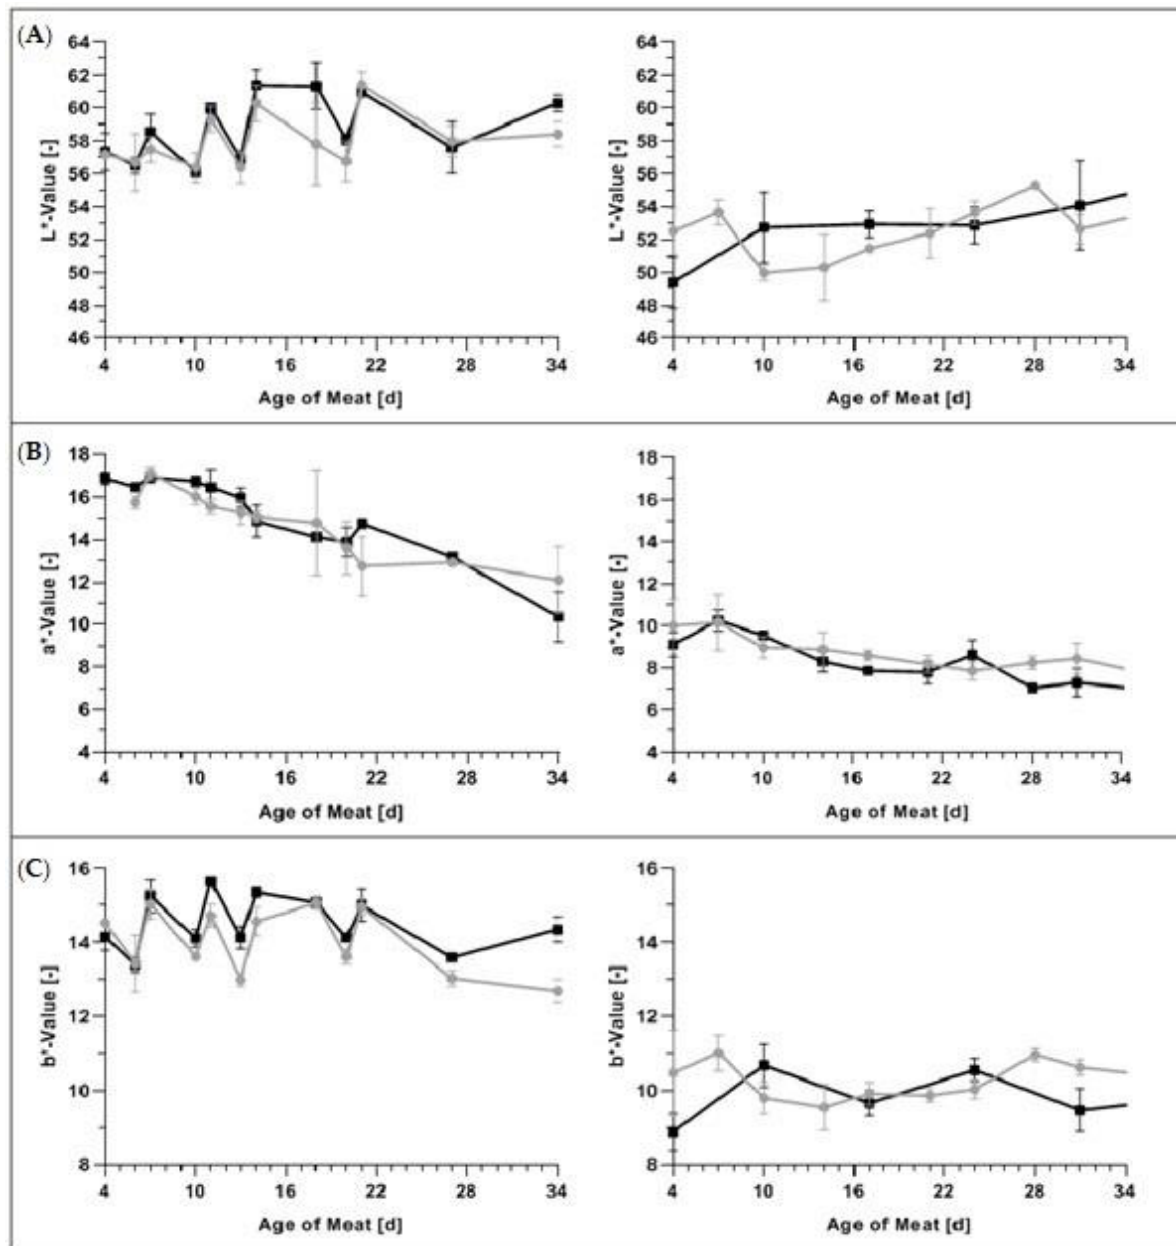 (A)
64
62
60
58
56
54
52
50
48
46
L*-Value [-]
4 10 16 22 28 34
Age of Meat [d]
64
62
60
58
56
54
52
50
48
46
L*-Value [-]
4 10 16 22 28 34
Age of Meat [d]
(B)
18
16
14
12
10
8
6
4
a*-Value [-]
4 10 16 22 28 34
Age of Meat [d]
18
16
14
12
10
8
6
4
a*-Value [-]
4 10 16 22 28 34
Age of Meat [d]
(C)
16
14
12
10
8
b*-Value [-]
4 10 16 22 28 34
Age of Meat [d]
16
14
12
10
8
b*-Value [-]
4 10 16 22 28 34
Age of Meat [d]